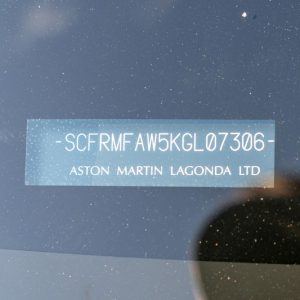 -SCFRMFAW5KGL07306-
ASTON MARTIN LAGONDA LTD